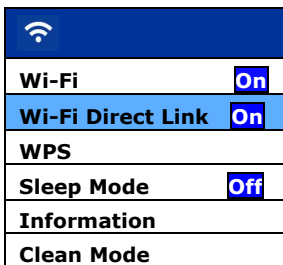 Wi-Fi On
Wi-Fi Direct Link On
WPS
Sleep Mode Off
Information
Clean Mode